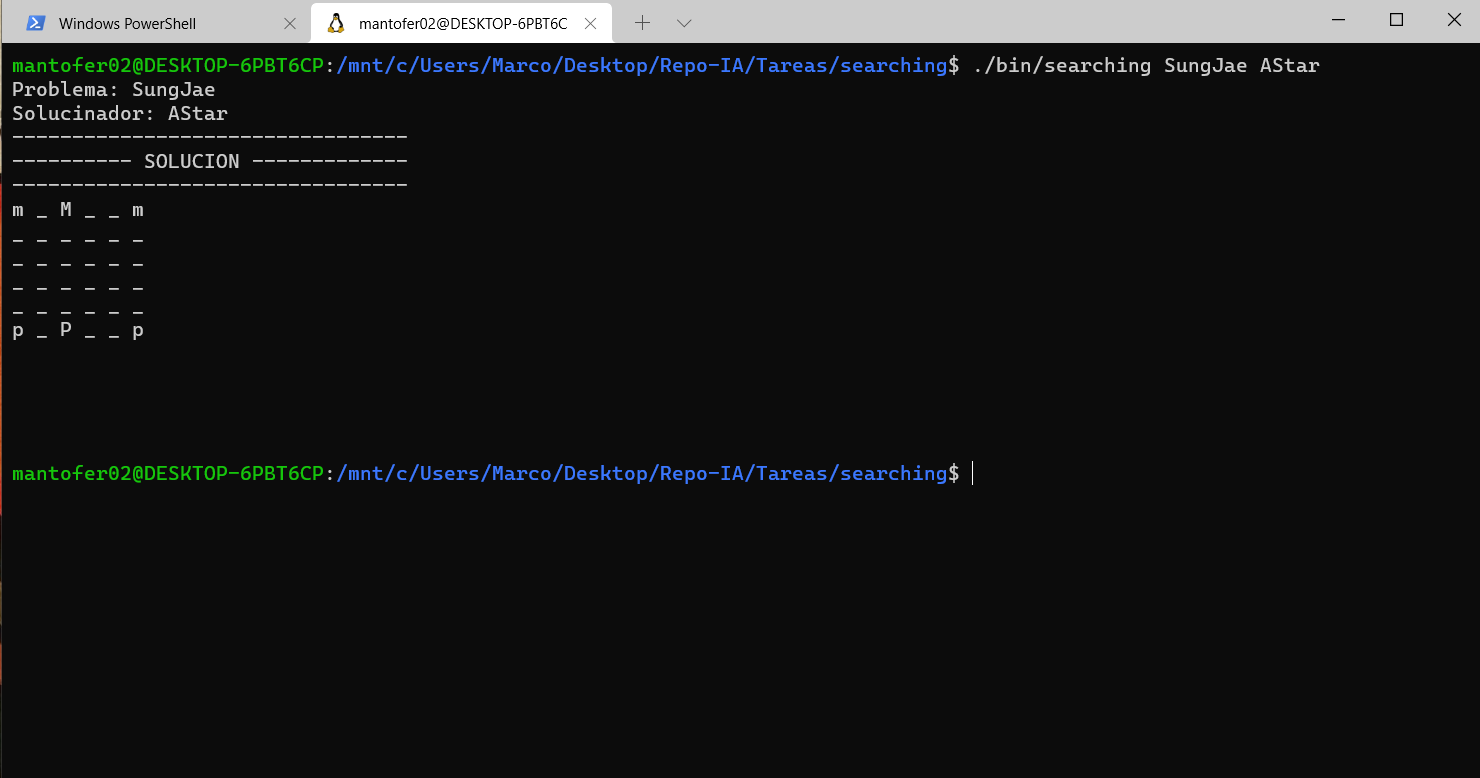 Windows PowerShell
mantofer02@DESKTOP-6PBT6C
mantofer02@DESKTOP-6PBT6CP:/mnt/c/Users/Marco/Desktop/Repo-IA/Tareas/searching$ ./bin/searching SungJae AStar
Problema: SungJae
Solucinador: AStar
---------------------------------
---------- SOLUCION -------------
---------------------------------
m _ M _ _ m
_ _ _ _ _ _
_ _ _ _ _ _
_ _ _ _ _ _
_ _ _ _ _ _
p _ P _ _ p
mantofer02@DESKTOP-6PBT6CP:/mnt/c/Users/Marco/Desktop/Repo-IA/Tareas/searching$